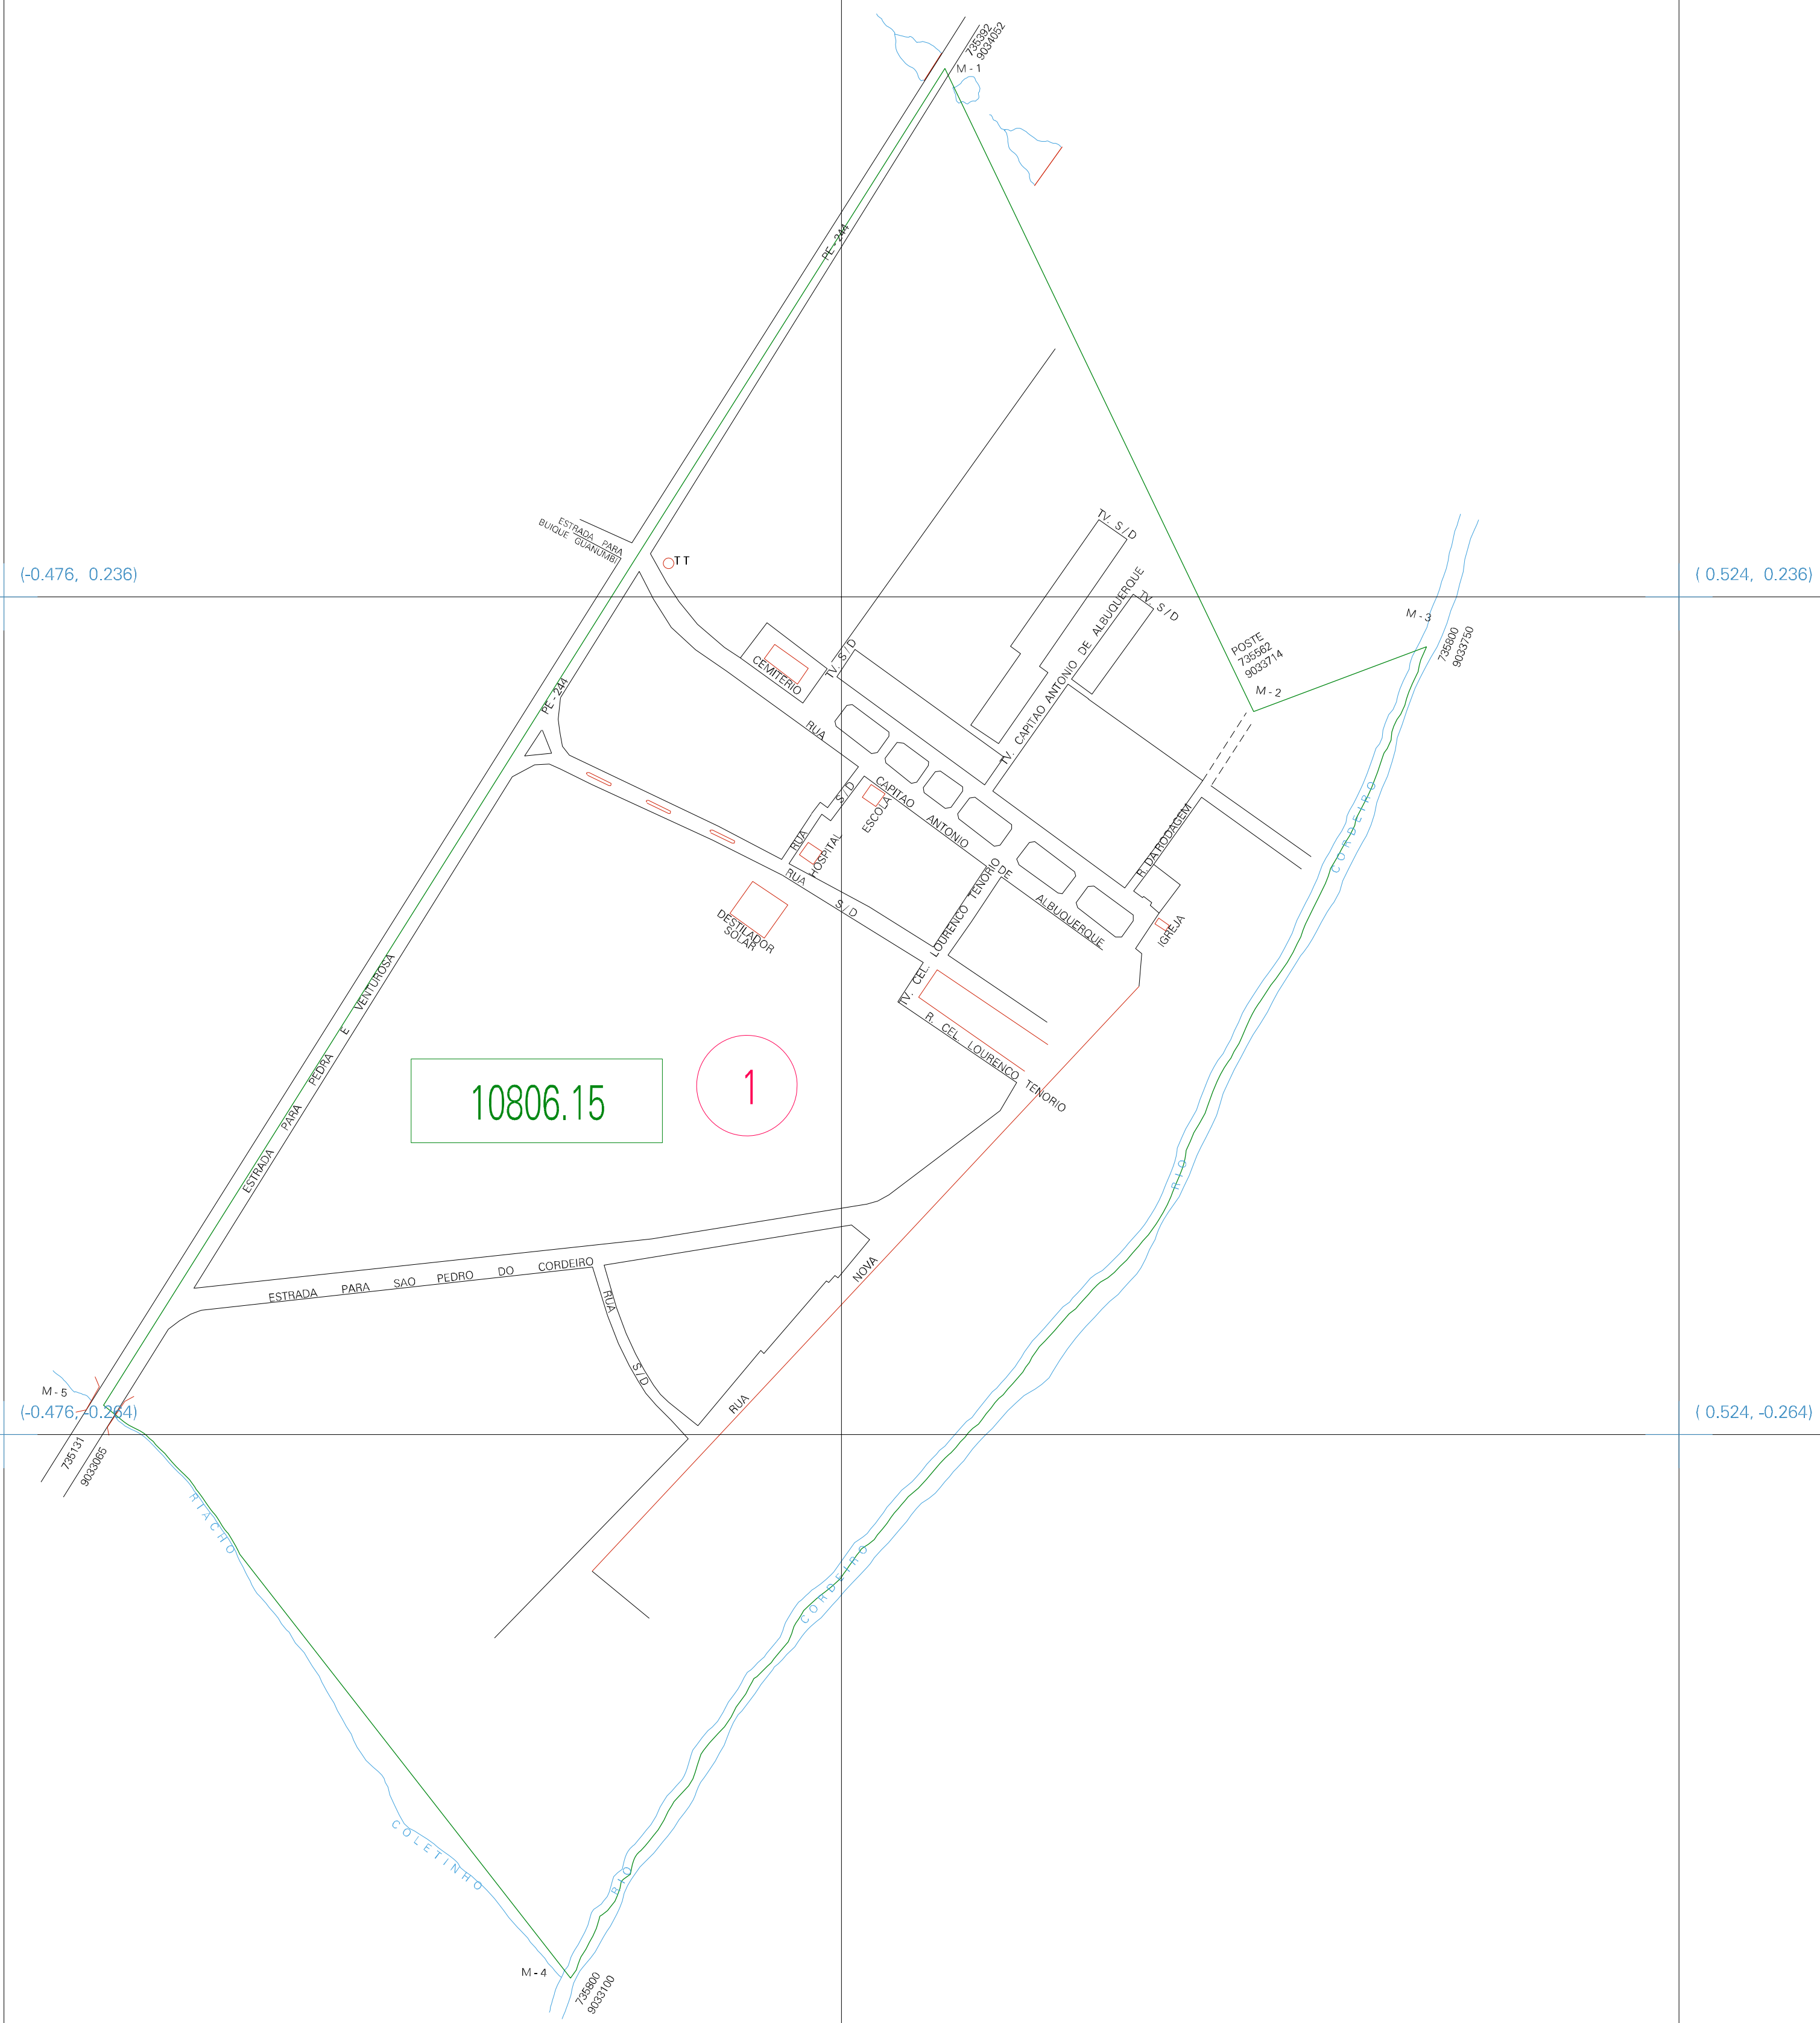 735392
9034052
M - 1
PE - 244
TV. S / D
ESTRADA PARA
BUIQUE GUANUMBI
T T
(-0.476, 0.236)
( 0.524, 0.236)
TV. CAPITAO ANTONIO DE ALBUQUERQUE
TV. S / D
M - 3
735800
9033750
POSTE
735562
9033714
M - 2
CEMITERIO
TV. S / D
PE - 244
RUA CAPITAO ANTONIO DE ALBUQUERQUE
RUA S / D
ESCOLA
HOSPITAL
R. DA RODAGEM
RIO CORDEIRO
RUA S / D
TV. CEL. LOURENCO TENORIO
IGREJA
DESTILADOR
SOLAR
ESTRADA PARA PEDRA E VENTUROSA
R. CEL LOURENCO TENORIO
10806.15
1
ESTRADA PARA SAO PEDRO DO CORDEIRO
RUA S / D
RUA NOVA
M - 5
(-0.476, -0.264)
( 0.524, -0.264)
735131
9033065
RIACHO COLETINHO
RIO CORDEIRO
M - 4
735800
9033100